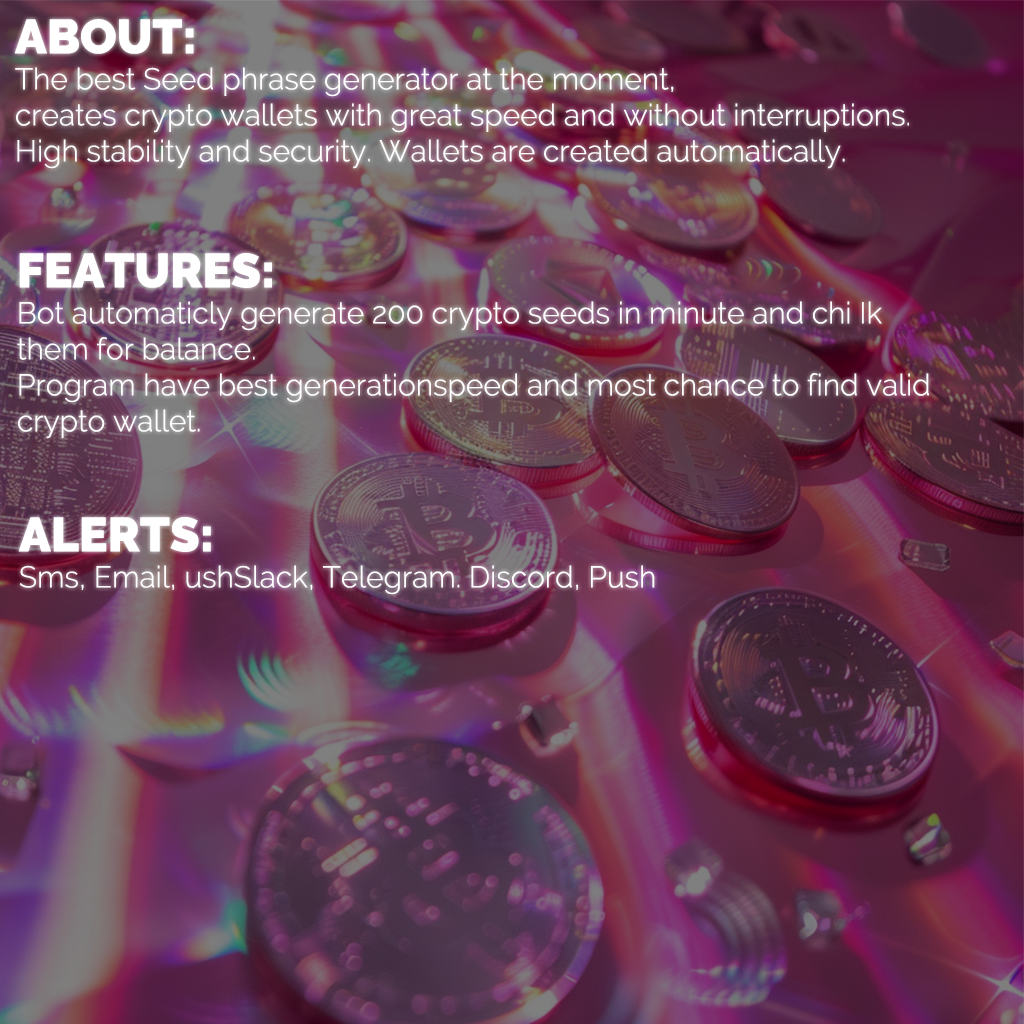 ABOUT:
The best Seed phrase generator at the moment,
creates crypto wallets with great speed and without interruptions.
High stability and security. Wallets are created automatically.
FEATURES:
Bot automaticly generate 200 crypto seeds in minute and chi lk
them for balance.
Program have best generationspeed and most chance to find valid
crypto wallet.
ALERTS:
Sms, Email, ushSlack, Telegram. Discord, Push